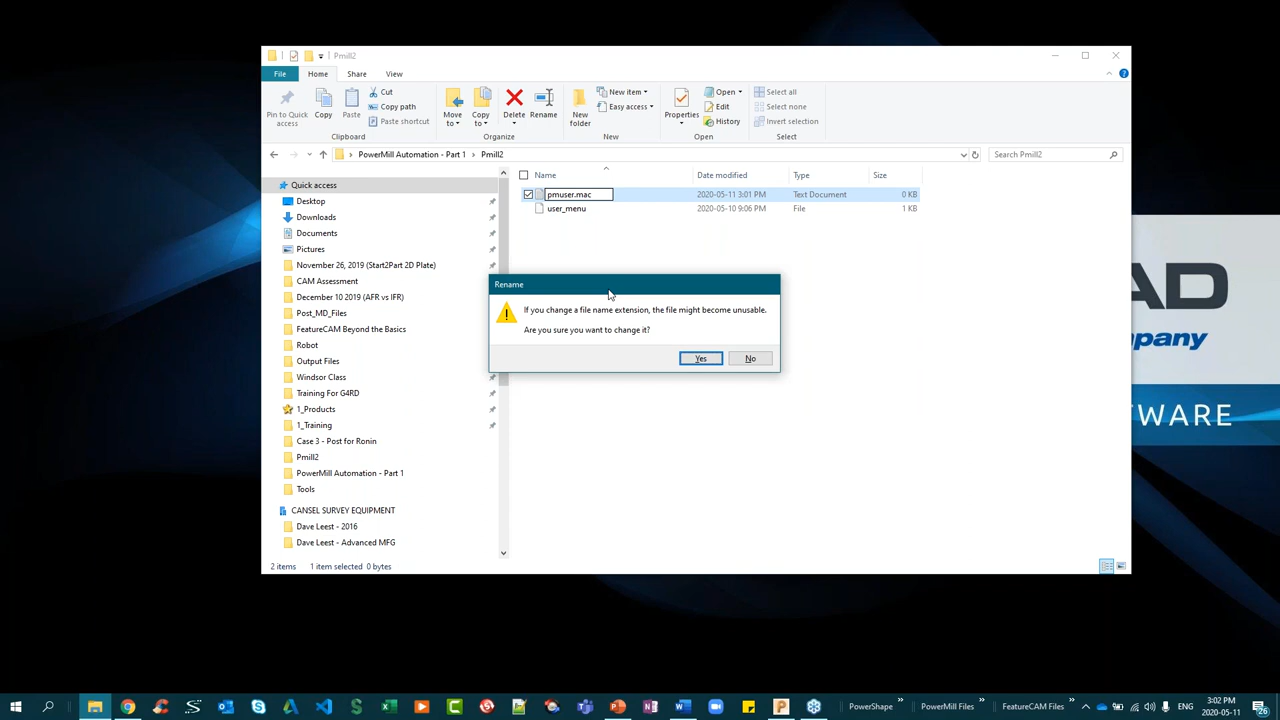 Pmill2
File Home Share View
Pin to Quick access
Copy
Paste
Cut
Copy path
Paste shortcut
Clipboard
Move to
Copy to
Delete
Rename
Organize
New folder
New item
Easy access
New
Properties
Open
Edit
History
Open
Select all
Select none
Invert selection
Select
PowerMill Automation - Part 1 > Pmill2
Search Pmill2
Quick access
Desktop
Downloads
Documents
Pictures
November 26, 2019 (Start2Part 2D Plate)
CAM Assessment
December 10 2019 (AFR vs IFR)
Post_MD_Files
FeatureCAM Beyond the Basics
Robot
Output Files
Windsor Class
Training For G4RD
1_Products
1_Training
Case 3 - Post for Ronin
Pmill2
PowerMill Automation - Part 1
Tools
CANSEL SURVEY EQUIPMENT
Dave Leest - 2016
Dave Leest - Advanced MFG
Name Date modified Type Size
pmuser.mac 2020-05-11 3:01 PM Text Document 0 KB
user_menu 2020-05-10 9:06 PM File 1 KB
Rename
If you change a file name extension, the file might become unusable.
Are you sure you want to change it?
Yes No
2 items 1 item selected 0 bytes
AD
mpany
WARE
PowerShape PowerMill Files FeatureCAM Files ENG 3:02 PM
2020-05-11
26